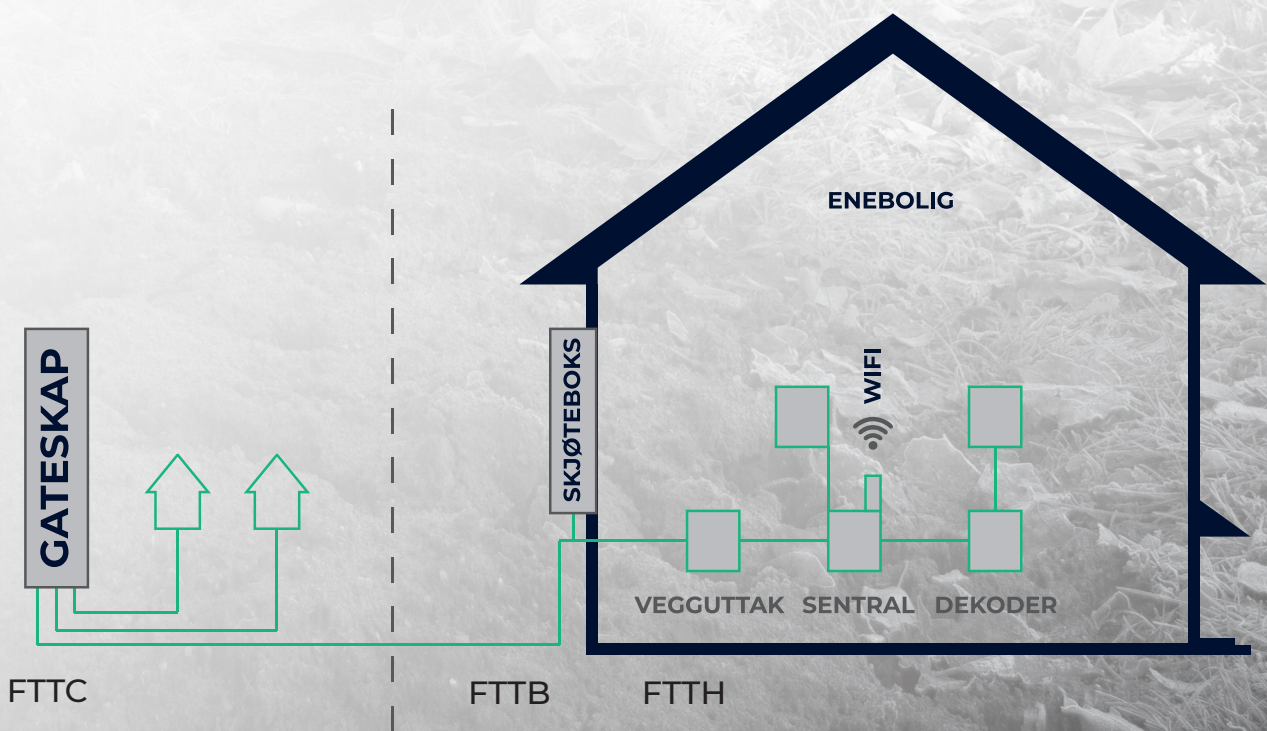 ENEBOLIG
GATESKAP
SKJØTEBOKS
WIFI
VEGGUTTAK SENTRAL DEKODER
FTTC FTTB FTTH